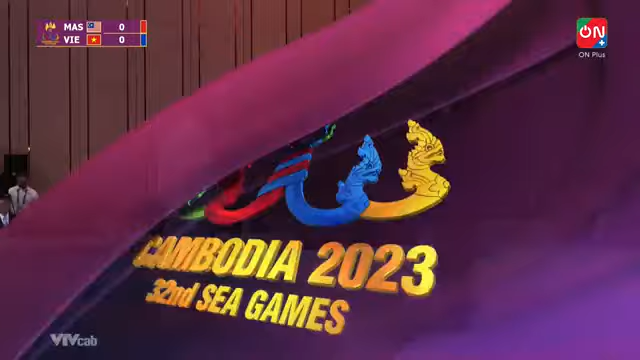 MAS 0
VIE 0
ON
ON Plus
CAMBODIA 2023
32nd SEA GAMES
VTVcab